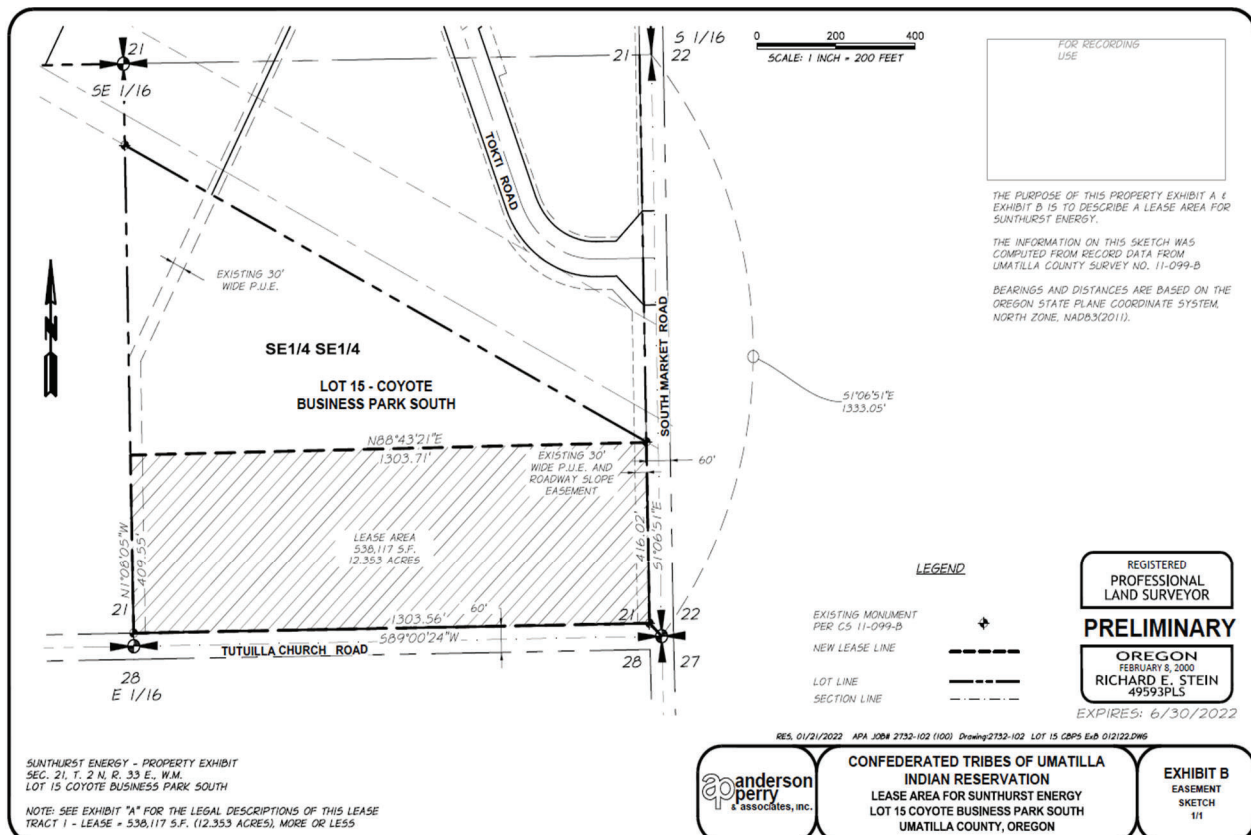 21
SE 1/16
S 1/16
21
22
0 200 400
SCALE: 1 INCH = 200 FEET
FOR RECORDING
USE
TOKTI ROAD
THE PURPOSE OF THIS PROPERTY EXHIBIT A &
EXHIBIT B IS TO DESCRIBE A LEASE AREA FOR
SUNTHURST ENERGY.
THE INFORMATION ON THIS SKETCH WAS
COMPUTED FROM RECORD DATA FROM
UMATILLA COUNTY SURVEY NO. 11-099-B
BEARINGS AND DISTANCES ARE BASED ON THE
OREGON STATE PLANE COORDINATE SYSTEM,
NORTH ZONE, NAD83(2011).
EXISTING 30'
WIDE P.U.E.
N
SE1/4 SE1/4
SOUTH MARKET ROAD
LOT 15 - COYOTE
BUSINESS PARK SOUTH
S1°06'51"E
1333.05'
N88°43'21"E
1303.71'
EXISTING 30'
WIDE P.U.E. AND
ROADWAY SLOPE
EASEMENT
60'
N1°08'05"W
409.55'
LEASE AREA
538,117 S.F.
12.353 ACRES
416.02'
S1°06'51"E
21
1303.56'
60'
21
22
S89°00'24"W
TUTUILLA CHURCH ROAD
28
E 1/16
28
27
LEGEND
EXISTING MONUMENT
PER CS 11-099-B
NEW LEASE LINE
LOT LINE
SECTION LINE
REGISTERED
PROFESSIONAL
LAND SURVEYOR
PRELIMINARY
OREGON
FEBRUARY 8, 2000
RICHARD E. STEIN
49593PLS
EXPIRES: 6/30/2022
RES, 01/21/2022 APA JOB# 2732-102 (100) Drawing:2732-102 LOT 15 CBPS ExB 012122.DWG
SUNTHURST ENERGY - PROPERTY EXHIBIT
SEC. 21, T. 2 N, R. 33 E., W.M.
LOT 15 COYOTE BUSINESS PARK SOUTH
NOTE: SEE EXHIBIT "A" FOR THE LEGAL DESCRIPTIONS OF THIS LEASE
TRACT 1 - LEASE = 538,117 S.F. (12.353 ACRES), MORE OR LESS
ap anderson
perry
& associates, inc.
CONFEDERATED TRIBES OF UMATILLA
INDIAN RESERVATION
LEASE AREA FOR SUNTHURST ENERGY
LOT 15 COYOTE BUSINESS PARK SOUTH
UMATILLA COUNTY, OREGON
EXHIBIT B
EASEMENT
SKETCH
1/1